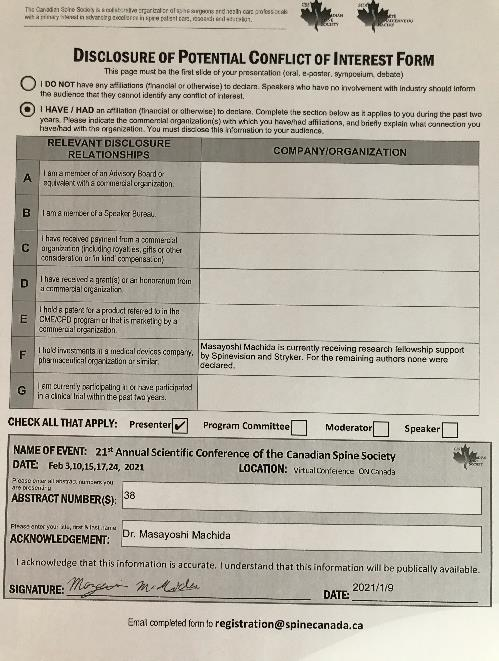 The Canadian Spine Society is a collaborative organization of spine surgeons and health care professionals
with a primary interest in advancing excellence in spine patient care, research and education.
DISCLOSURE OF POTENTIAL CONFLICT OF INTEREST FORM
This page must be the first slide of your presentation (oral, e-poster, symposium, debate)
I DO NOT have any affiliations (financial or otherwise) to declare. Speakers who have no involvement with industry should inform
the audience that they cannot identify any conflict of interest.
I HAVE / HAD an affiliation (financial or otherwise) to declare. Complete the section below as it applies to you during the past two
years. Please indicate the commercial organization(s) with which you have/had affiliations, and briefly explain what connection you
have/had with the organization. You must disclose this information to your audience.
RELEVANT DISCLOSURE
RELATIONSHIPS
COMPANY/ORGANIZATION
A
I am a member of an Advisory Board or
equivalent with a commercial organization.
B
I am a member of a Speaker Bureau.
C
I have received payment from a commercial
organization (including royalties, gifts or other
consideration or 'in kind' compensation)
D
I have received a grant(s) or an honorarum from
a commercial organization.
E
I hold a patent for a product referred to in the
CME/CPD program or that is marketing by a
commercial organization.
F
I hold investments in a medical devices company,
pharmaceutical organization or similar.
Masayoshi Machida is currently receiving research fellowship support
by Spinevision and Stryker. For the remaining authors none were
declared.
G
I am currently participating in or have participated
in a clinical trial within the past two years.
CHECK ALL THAT APPLY: Presenter ✔ Program Committee Moderator Speaker
NAME OF EVENT: 21st Annual Scientific Conference of the Canadian Spine Society
DATE: Feb 3,10,15,17,24, 2021 LOCATION: Virtual Conference ON Canada
Please enter all abstract numbers you
are presenting
ABSTRACT NUMBER(S): 38
Please enter your title, first & last name
ACKNOWLEDGEMENT: Dr. Masayoshi Machida
I acknowledge that this information is accurate. I understand that this information will be publically available.
SIGNATURE: DATE: 2021/1/9
Email completed form to registration@spinecanada.ca